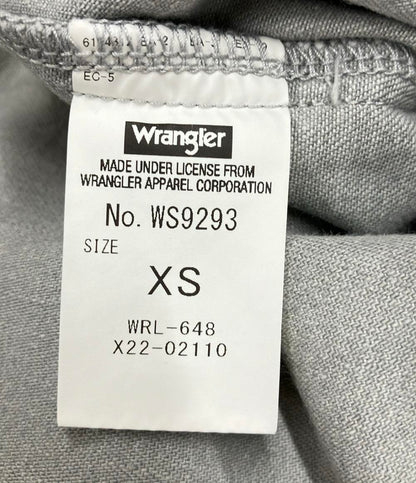 EC-5
Wrangler
MADE UNDER LICENSE FROM
WRANGLER APPAREL CORPORATION
No. WS9293
SIZE
XS
WRL-648
X22-02110